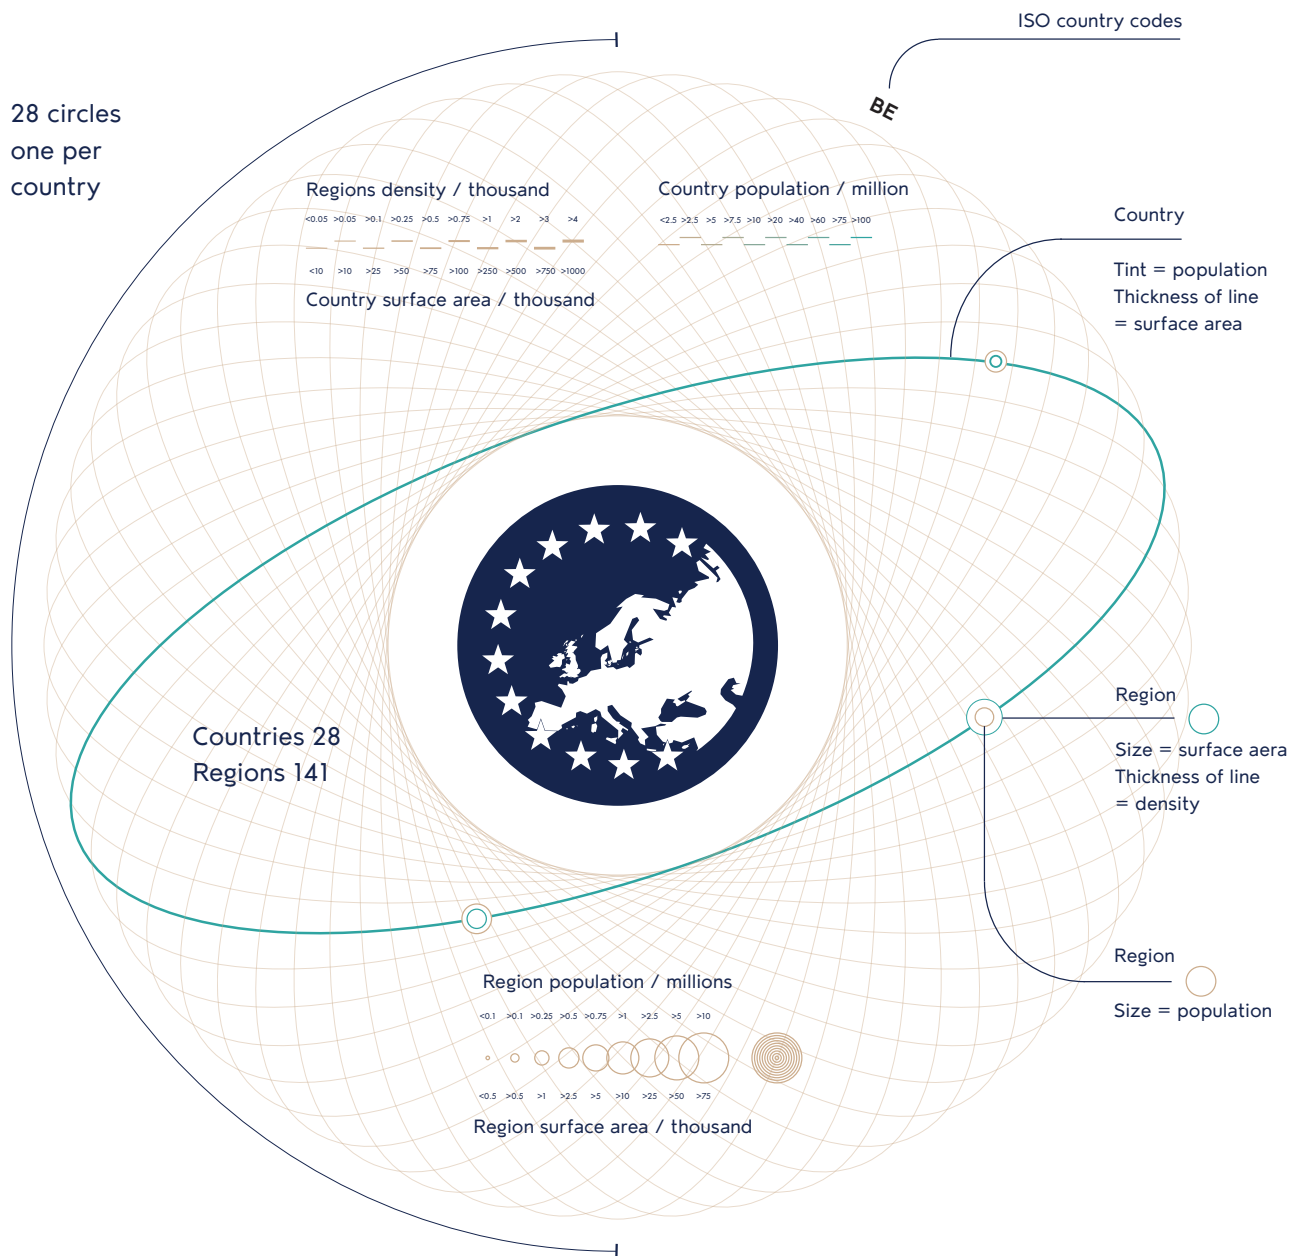 ISO country codes
BE
28 circles
one per
country
Regions density / thousand
<0.05 >0.05 >0.1 >0.25 >0.5 >0.75 >1 >2 >3 >4
<10 >10 >25 >50 >75 >100 >250 >500 >750 >1000
Country surface area / thousand
Country population / million
<2.5 >2.5 >5 >7.5 >10 >20 >40 >60 >75 >100
Country
Tint = population
Thickness of line
= surface area
Countries 28
Regions 141
Region
Size = surface aera
Thickness of line
= density
Region
Size = population
Region population / millions
<0.1 >0.1 >0.25 >0.5 >0.75 >1 >2.5 >5 >10
<0.5 >0.5 >1 >2.5 >5 >10 >25 >50 >75
Region surface area / thousand